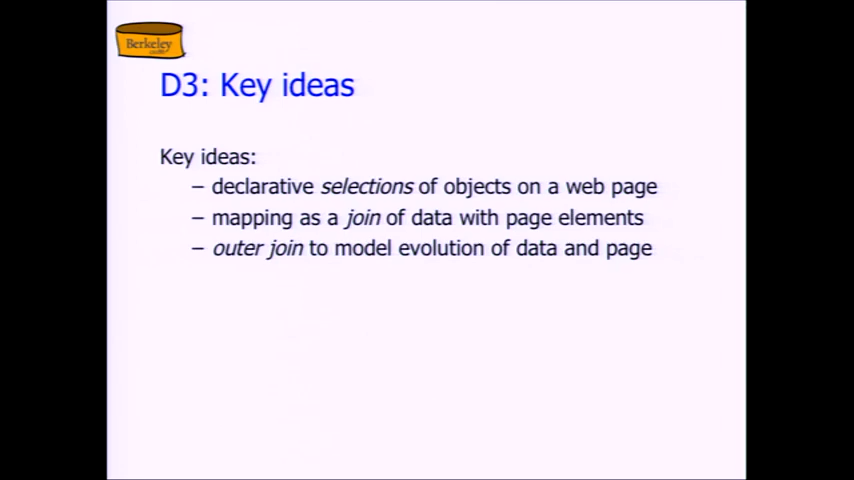 Berkeley
D3: Key ideas
Key ideas:
– declarative selections of objects on a web page
– mapping as a join of data with page elements
– outer join to model evolution of data and page